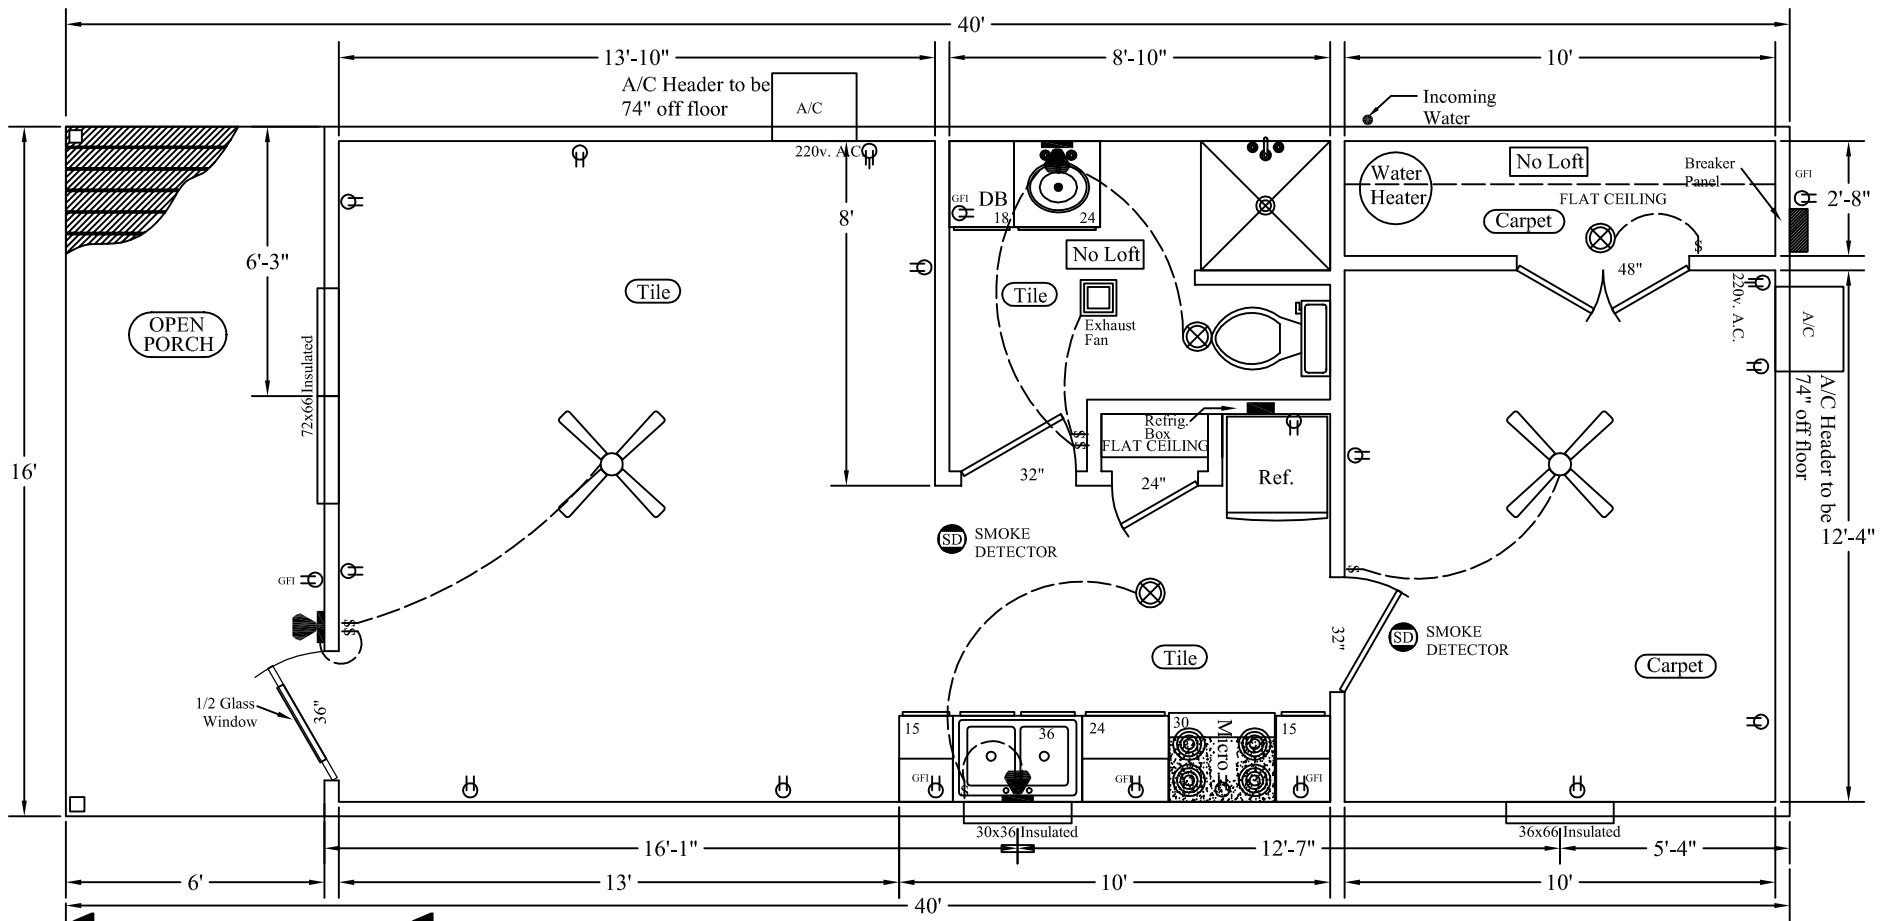 40'
13'-10"
8'-10"
10'
A/C Header to be
74" off floor
A/C
Incoming
Water
220v. A.C.
GFI
DB
18
24
Water
Heater
No Loft
Breaker
Panel
GFI
2'-8"
FLAT CEILING
Carpet
8'
6'-3"
No Loft
48"
Tile
Tile
220v. A.C.
A/C
OPEN
PORCH
Exhaust
Fan
72x66 Insulated
A/C Header to be
74" off floor
Refrig.
Box
FLAT CEILING
$
$
$
16'
32"
24"
Ref.
SD
SMOKE
DETECTOR
12'-4"
$
GFI
$
$
32"
SD
SMOKE
DETECTOR
Tile
Carpet
1/2 Glass
Window
36"
15
36
24
30
Micro
15
GFI
$
GFI
GFI
30x36 Insulated
36x66 Insulated
16'-1"
12'-7"
5'-4"
6'
13'
10'
10'
40'